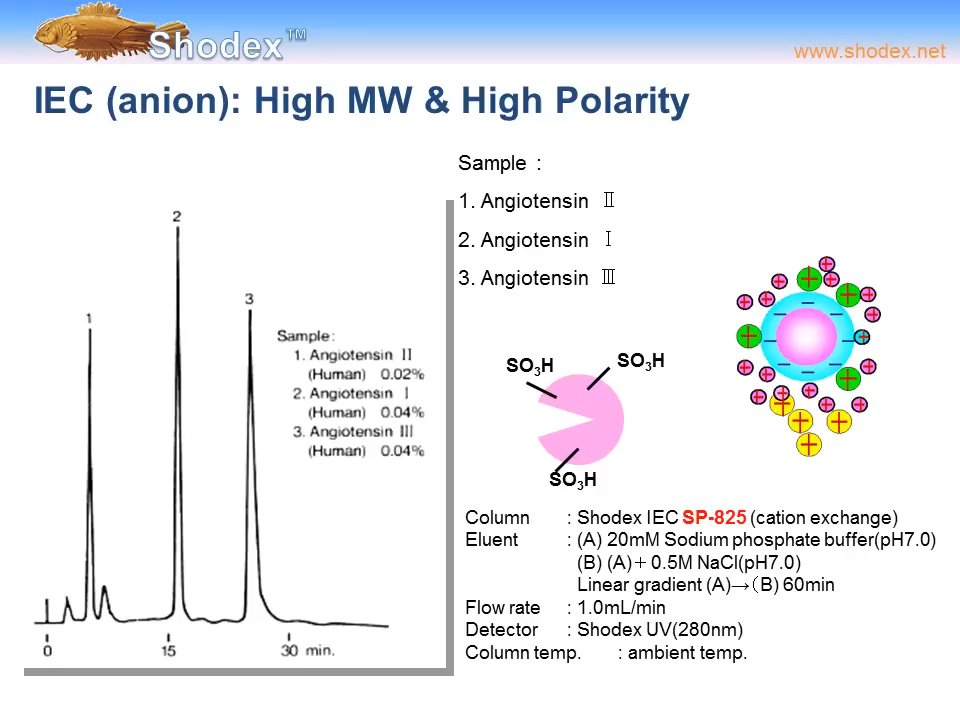 Shodex™
www.shodex.net
IEC (anion): High MW & High Polarity
Sample :
1. Angiotensin Ⅱ
2. Angiotensin Ⅰ
3. Angiotensin Ⅲ
1
2
3
Sample:
1. Angiotensin II
(Human) 0.02%
2. Angiotensin I
(Human) 0.04%
3. Angiotensin III
(Human) 0.04%
0 15 30 min.
SO3H
SO3H
SO3H
Column : Shodex IEC SP-825 (cation exchange)
Eluent : (A) 20mM Sodium phosphate buffer(pH7.0)
(B) (A)+0.5M NaCl(pH7.0)
Linear gradient (A)→(B) 60min
Flow rate : 1.0mL/min
Detector : Shodex UV(280nm)
Column temp. : ambient temp.